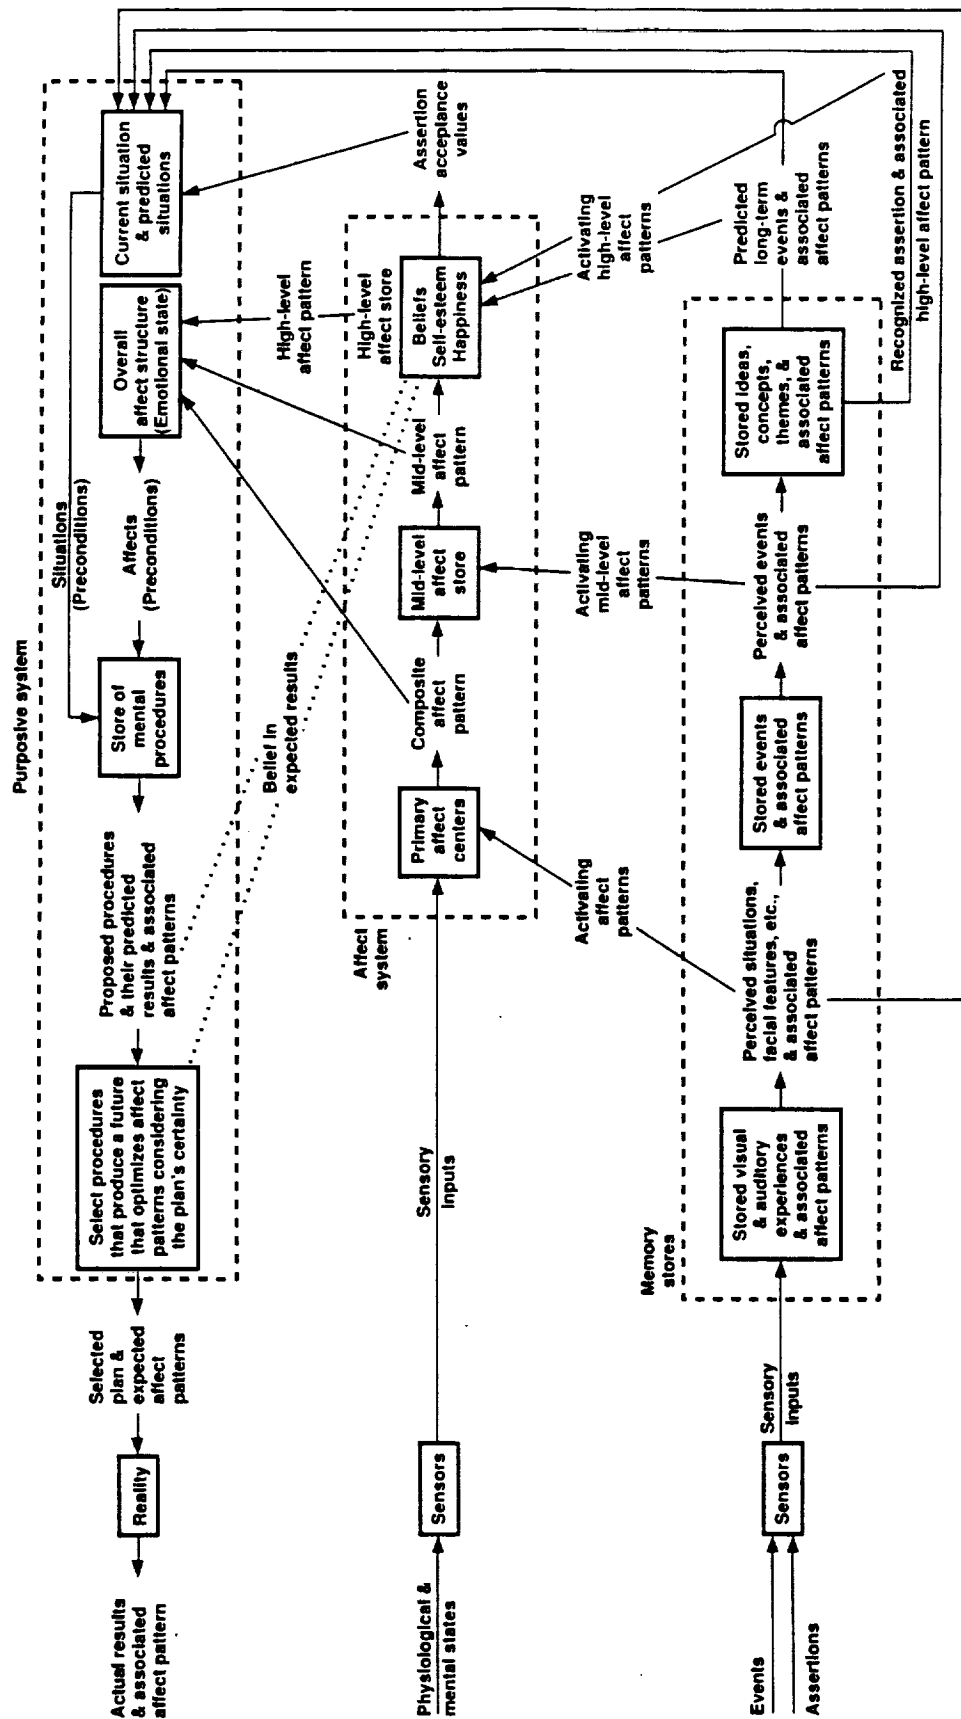 Purposive system
Current situation
& predicted
situations
Overall
affect structure
(Emotional state)
Situations
(Preconditions)
Affects
(Preconditions)
Store of
mental
procedures
Proposed procedures
& their predicted
results & associated
affect patterns
Select procedures
that produce a future
that optimizes affect
patterns considering
the plan's certainty
Selected
plan &
expected
affect
patterns
Reality
Actual results
& associated
affect pattern
Belief in
expected results
High-level
affect pattern
Assertion
acceptance
values
Affect
system
Physiological &
mental states
Sensors
Sensory
inputs
Primary
affect
centers
Composite
affect
pattern
Mid-level
affect
store
Mid-level
affect
pattern
High-level
affect store
Beliefs
Self-esteem
Happiness
Activating
affect
patterns
Activating
mid-level
affect
patterns
Activating
high-level
affect
patterns
Memory
stores
Events
Assertions
Sensors
Sensory
inputs
Stored visual
& auditory
experiences
& associated
affect patterns
Perceived situations,
facial features, etc.,
& associated
affect patterns
Stored events
& associated
affect patterns
Perceived events
& associated
affect patterns
Stored ideas,
concepts,
themes, &
associated
affect patterns
Predicted
long-term
events &
associated
affect patterns
Recognized assertion & associated
high-level affect pattern